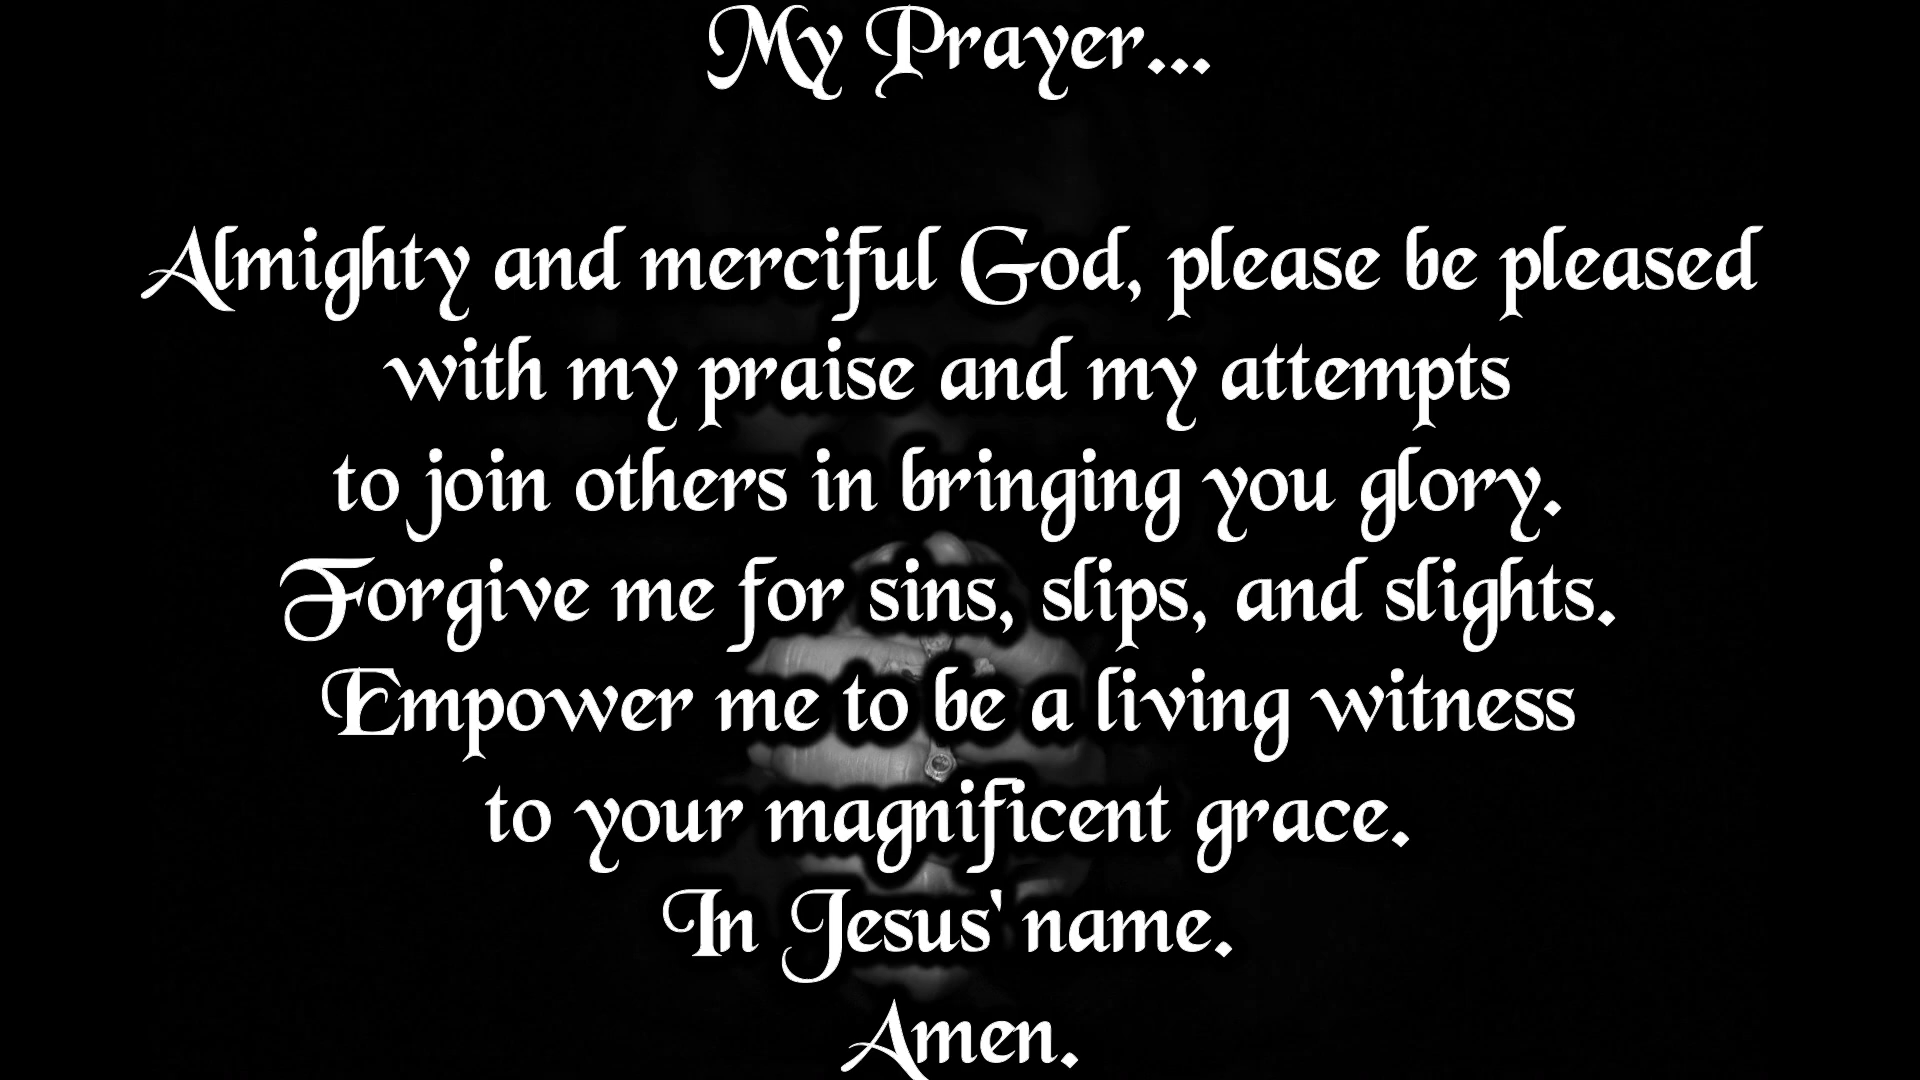 My Prayer...
Almighty and merciful God, please be pleased
with my praise and my attempts
to join others in bringing you glory.
Forgive me for sins, slips, and slights.
Empower me to be a living witness
to your magnificent grace.
In Jesus' name.
Amen.